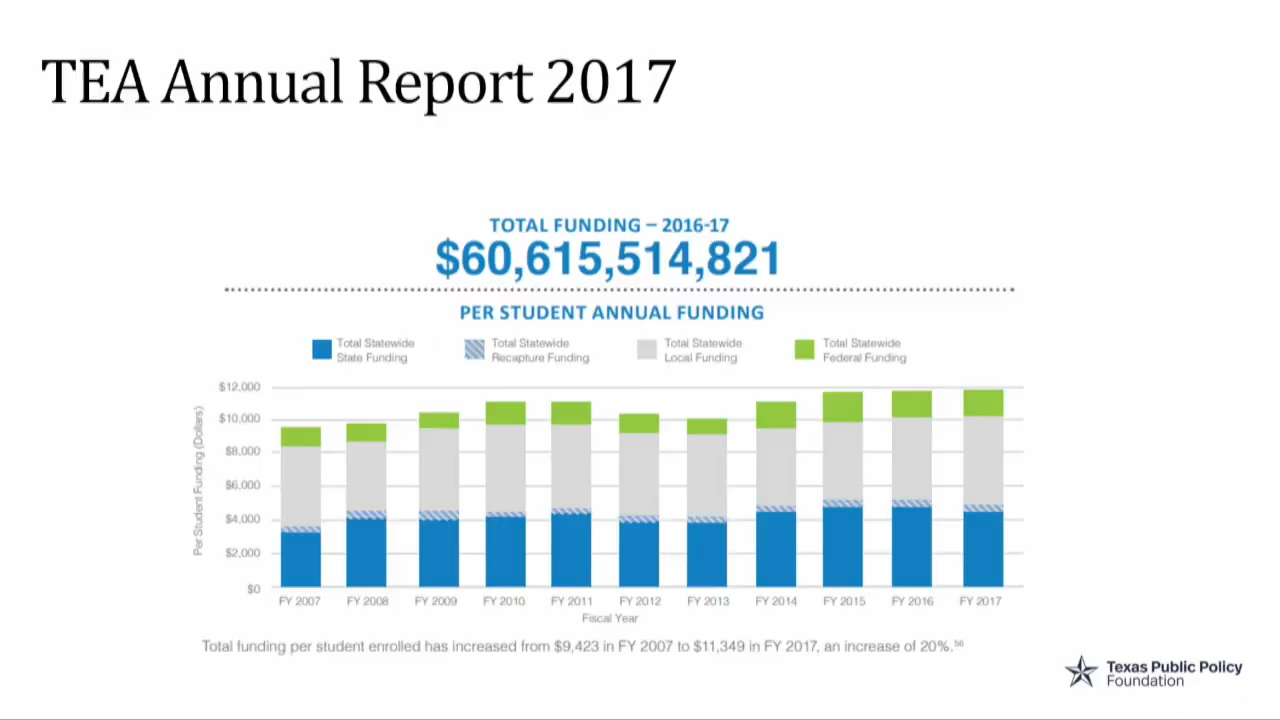 TEA Annual Report 2017
TOTAL FUNDING – 2016-17
$60,615,514,821
PER STUDENT ANNUAL FUNDING
Total Statewide State Funding
Total Statewide Recapture Funding
Total Statewide Local Funding
Total Statewide Federal Funding
Per Student Funding (Dollars)
$12,000
$10,000
$8,000
$6,000
$4,000
$2,000
$0
FY 2007 FY 2008 FY 2009 FY 2010 FY 2011 FY 2012 FY 2013 FY 2014 FY 2015 FY 2016 FY 2017
Fiscal Year
Total funding per student enrolled has increased from $9,423 in FY 2007 to $11,349 in FY 2017, an increase of 20%.⁵⁶
Texas Public Policy
Foundation